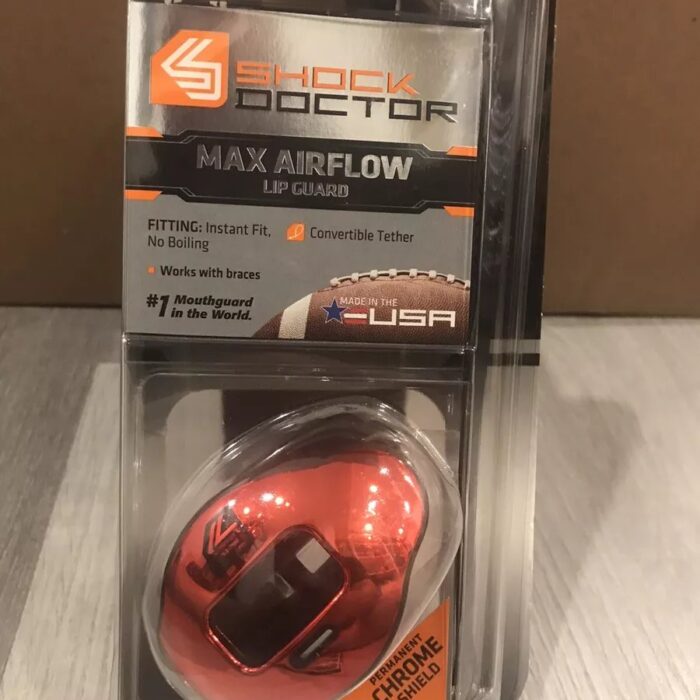 SHOCK
DOCTOR
MAX AIRFLOW
LIP GUARD
FITTING: Instant Fit,
No Boiling
Convertible Tether
Works with braces
#1 Mouthguard
in the World.
MADE IN THE
USA
PERMANENT
CHROME
SHIELD